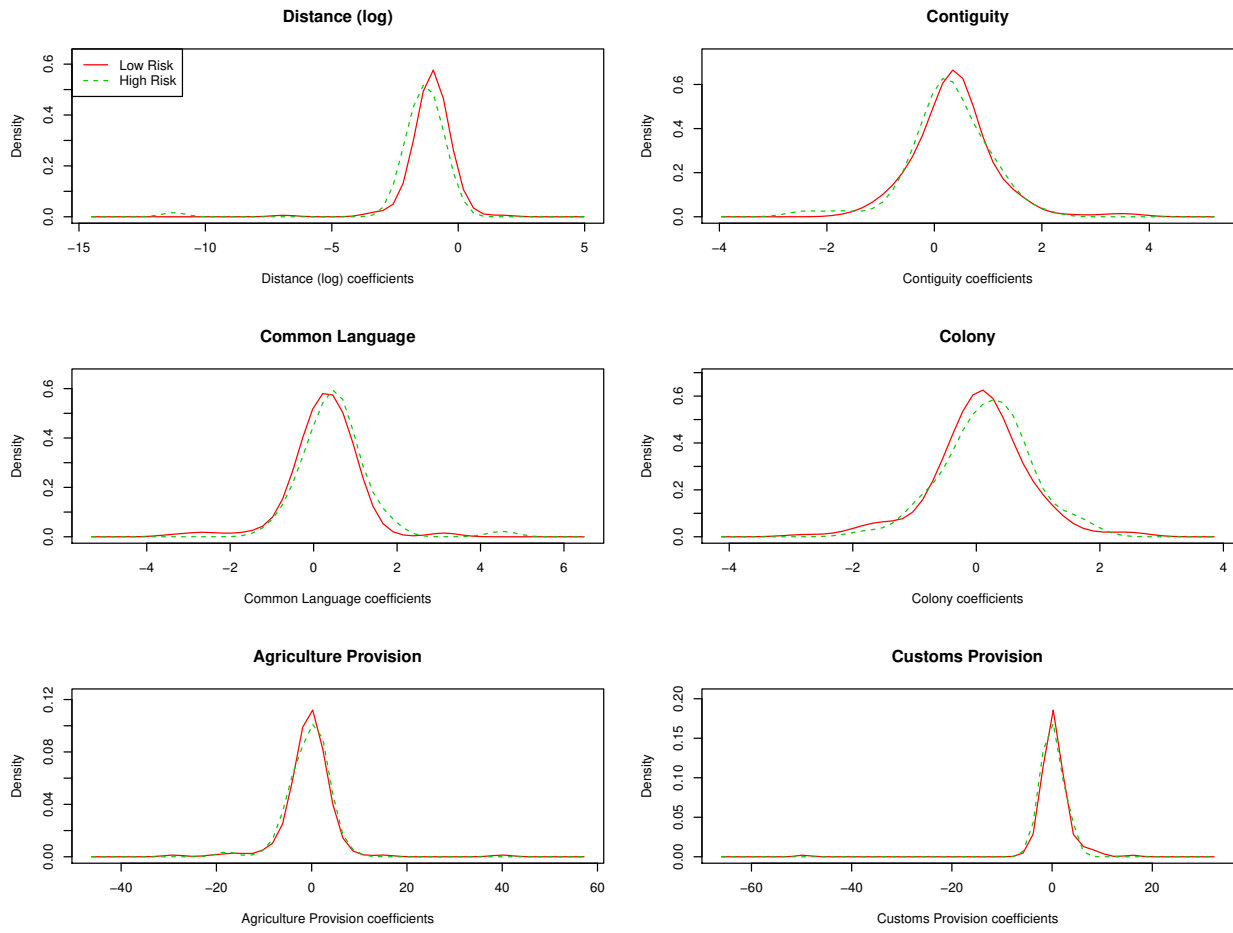 Distance (log)
Density
0.0 0.2 0.4 0.6
Low Risk
High Risk
−15 −10 −5 0 5
Distance (log) coefficients
Contiguity
Density
0.0 0.2 0.4 0.6
−4 −2 0 2 4
Contiguity coefficients
Common Language
Density
0.0 0.2 0.4 0.6
−4 −2 0 2 4 6
Common Language coefficients
Colony
Density
0.0 0.2 0.4 0.6
−4 −2 0 2 4
Colony coefficients
Agriculture Provision
Density
0.00 0.04 0.08 0.12
−40 −20 0 20 40 60
Agriculture Provision coefficients
Customs Provision
Density
0.00 0.05 0.10 0.15 0.20
−60 −40 −20 0 20
Customs Provision coefficients